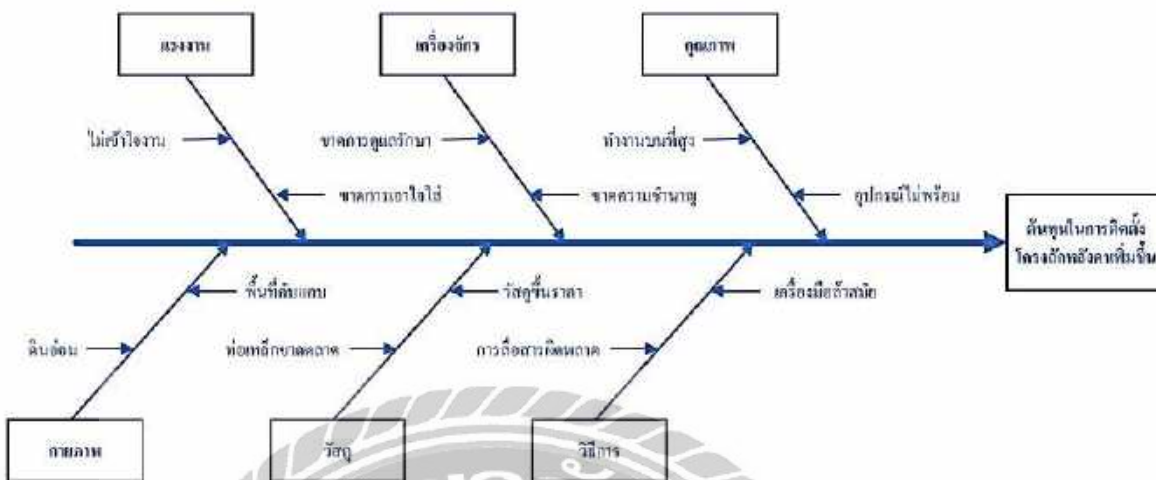 แรงงาน
เครื่องจักร
คุณภาพ
ไม่เข้าใจงาน
ขาดการดูแลรักษา
ทำงานบนที่สูง
ขาดการเอาใจใส่
ขาดความชำนาญ
อุปกรณ์ไม่พร้อม
ต้นทุนในการติดตั้ง
โครงถักหลังคาเพิ่มขึ้น
พื้นที่คับแคบ
วัสดุขึ้นราคา
เครื่องมือล้าสมัย
ดินอ่อน
ท่อเหล็กขาดตลาด
การสื่อสารผิดพลาด
กายภาพ
วัสดุ
วิธีการ